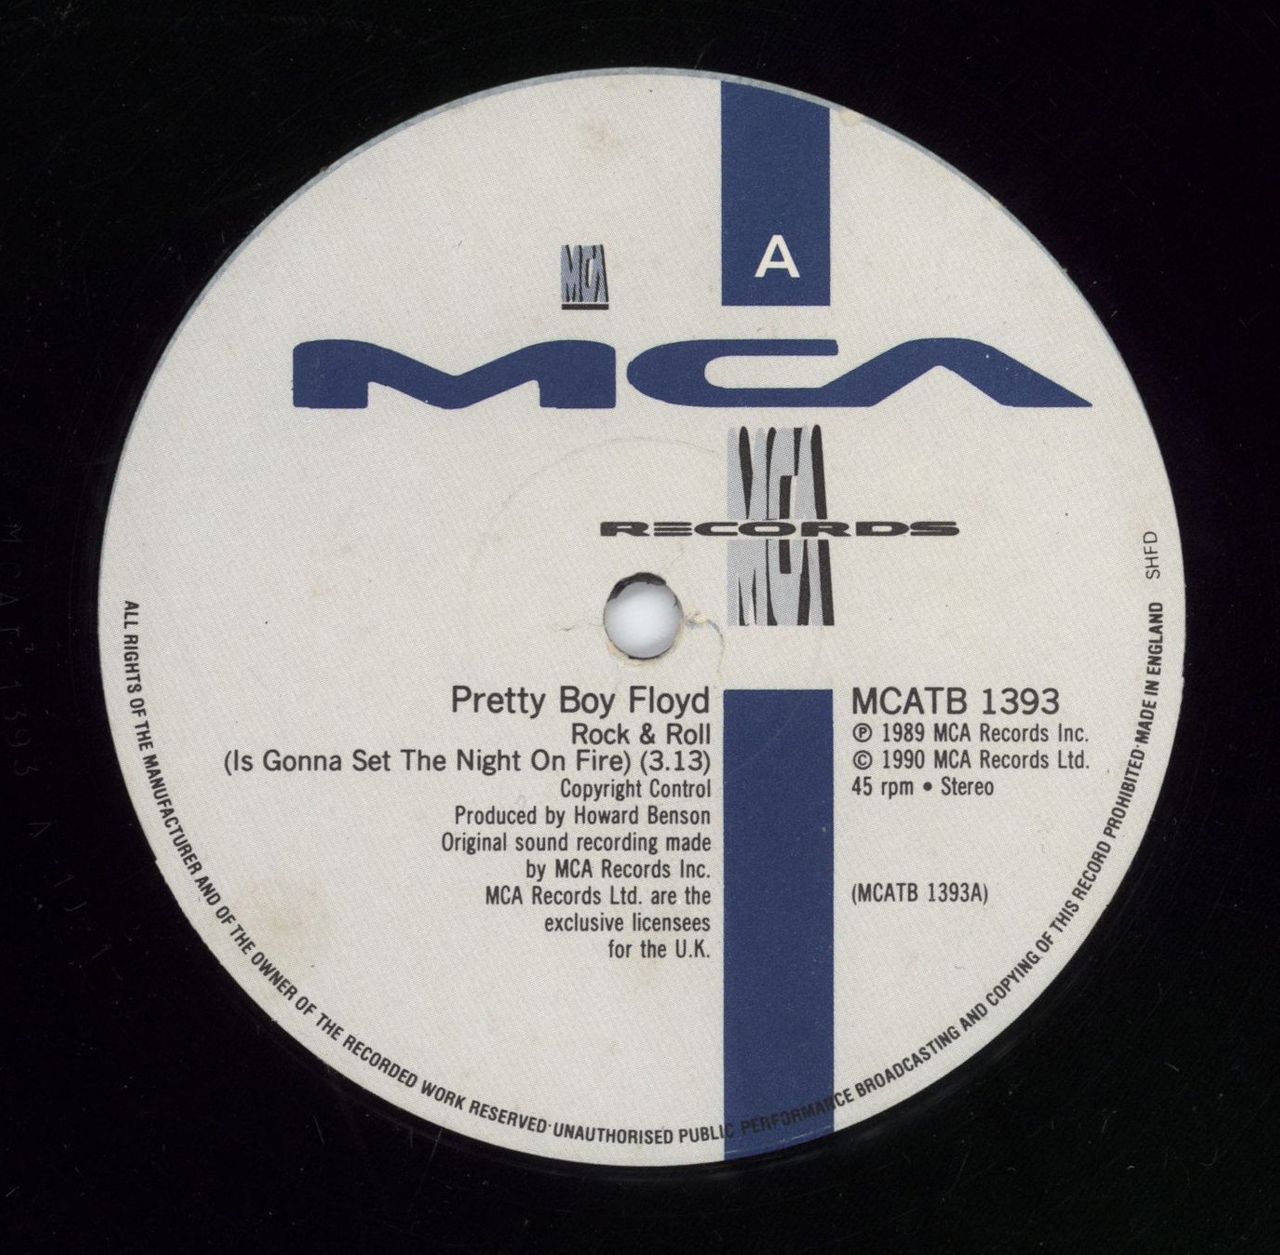 A
MCA
MCA
MCA
RECORDS
Pretty Boy Floyd
Rock & Roll
(Is Gonna Set The Night On Fire) (3.13)
Copyright Control
Produced by Howard Benson
Original sound recording made
by MCA Records Inc.
MCA Records Ltd. are the
exclusive licensees
for the U.K.
MCATB 1393
℗ 1989 MCA Records Inc.
© 1990 MCA Records Ltd.
45 rpm • Stereo
(MCATB 1393A)
ALL RIGHTS OF THE MANUFACTURER AND OF THE OWNER OF THE RECORDED WORK RESERVED·UNAUTHORISED PUBLIC PERFORMANCE BROADCASTING AND COPYING OF THIS RECORD PROHIBITED·MADE IN ENGLAND
SHFD